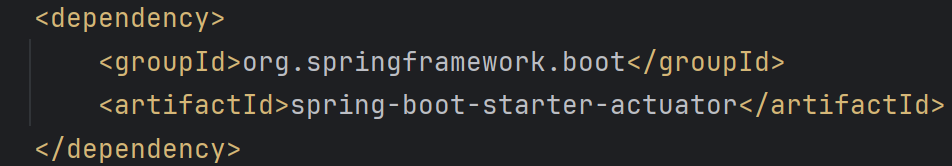 <dependency>
<groupId>org.springframework.boot</groupId>
<artifactId>spring-boot-starter-actuator</artifactId>
</dependency>